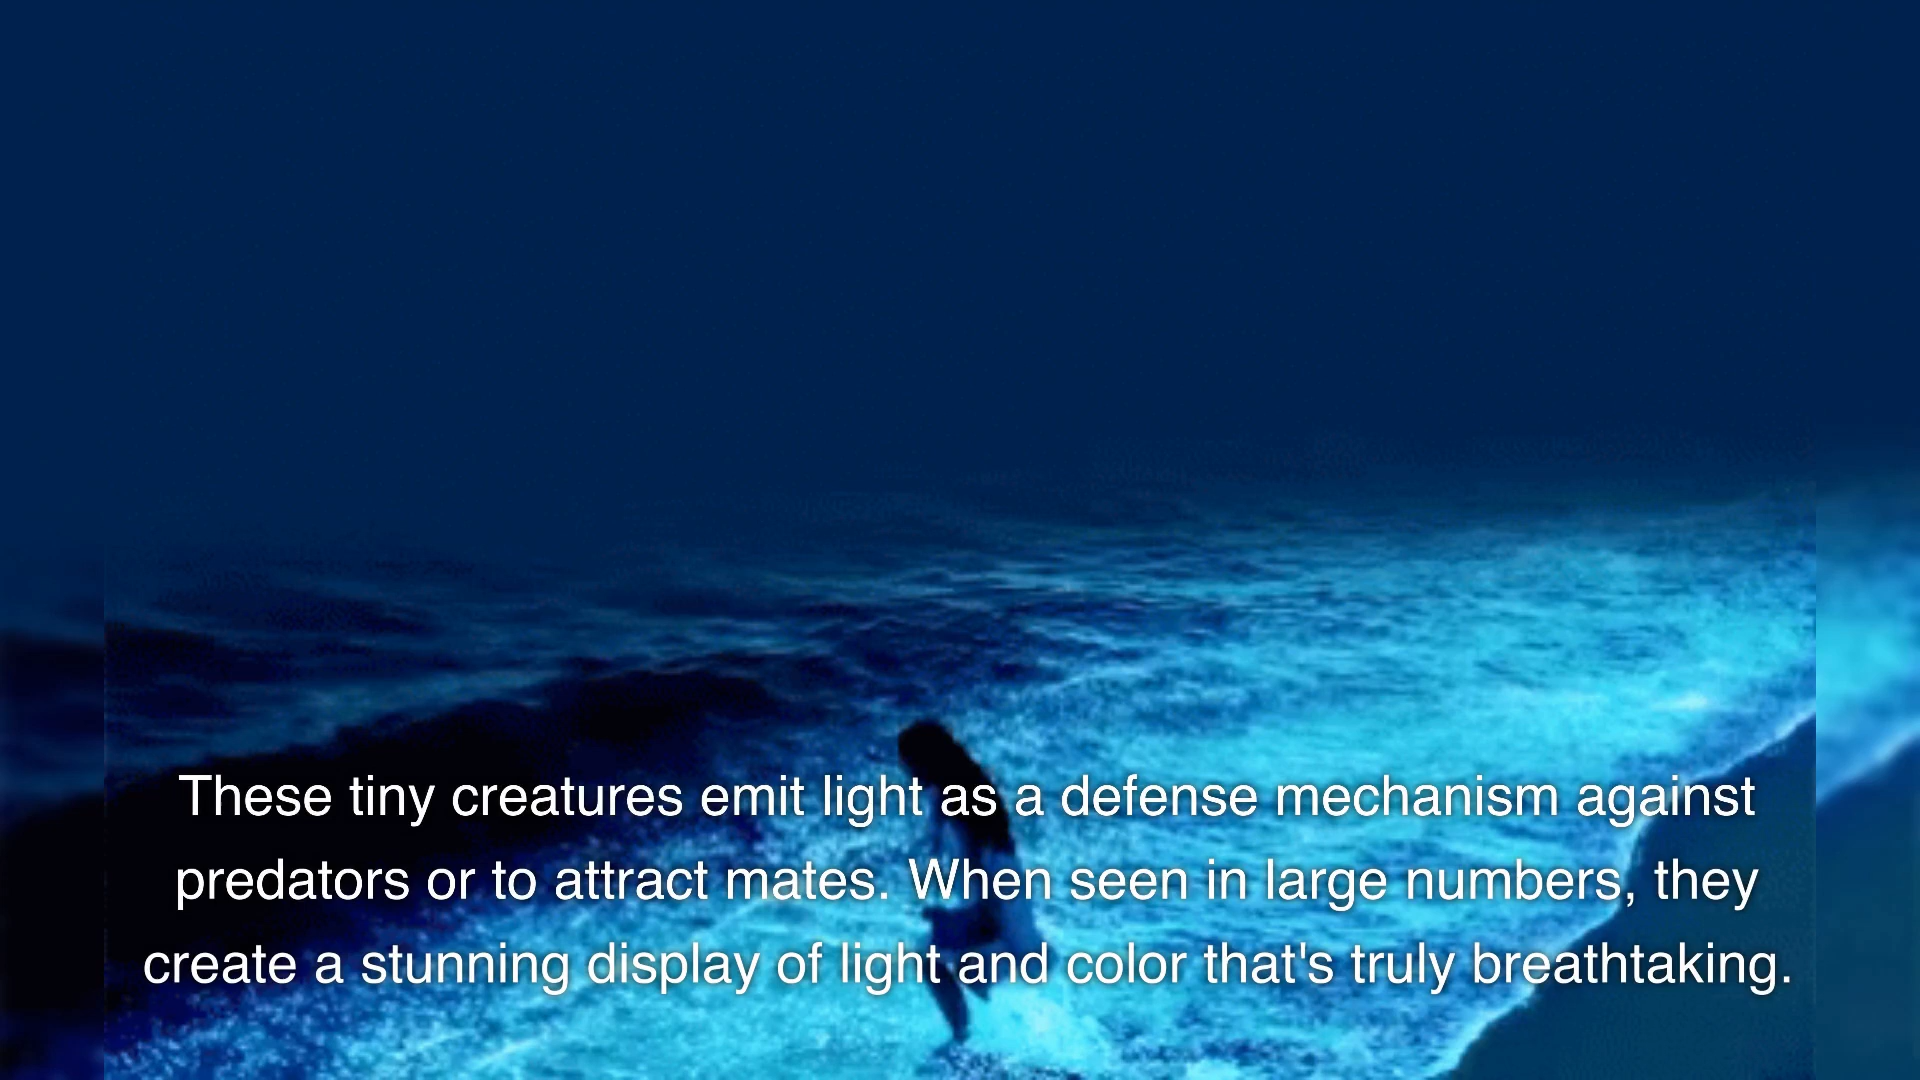 These tiny creatures emit light as a defense mechanism against
predators or to attract mates. When seen in large numbers, they
create a stunning display of light and color that's truly breathtaking.